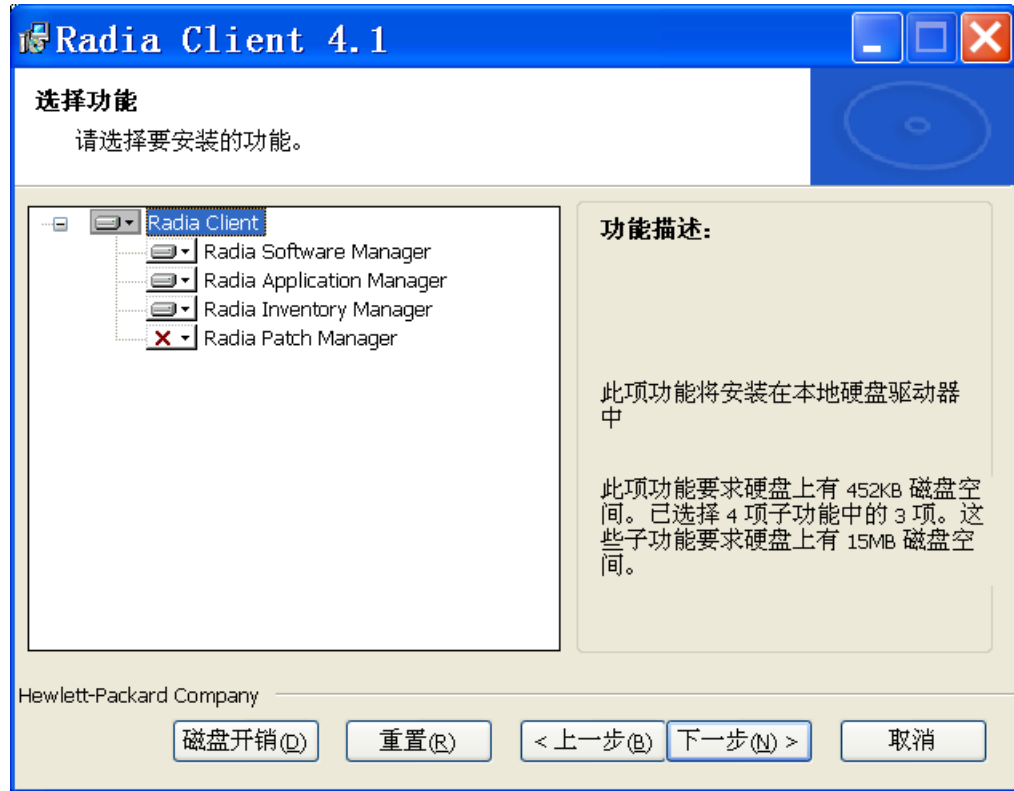 Radia Client 4.1
选择功能
请选择要安装的功能。
Radia Client
Radia Software Manager
Radia Application Manager
Radia Inventory Manager
Radia Patch Manager
功能描述:
此项功能将安装在本地硬盘驱动器
中
此项功能要求硬盘上有 452KB 磁盘空
间。已选择 4 项子功能中的 3 项。这
些子功能要求硬盘上有 15MB 磁盘空
间。
Hewlett-Packard Company
磁盘开销(D) 重置(R) <上一步(B) 下一步(N) > 取消